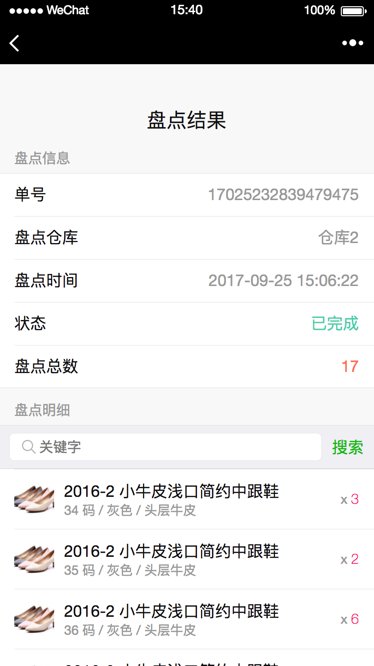 WeChat 15:40 100%
盘点结果
盘点信息
单号 17025232839479475
盘点仓库 仓库2
盘点时间 2017-09-25 15:06:22
状态 已完成
盘点总数 17
盘点明细
关键字 搜索
2016-2 小牛皮浅口简约中跟鞋
34 码 / 灰色 / 头层牛皮
x 3
2016-2 小牛皮浅口简约中跟鞋
35 码 / 灰色 / 头层牛皮
x 2
2016-2 小牛皮浅口简约中跟鞋
36 码 / 灰色 / 头层牛皮
x 6